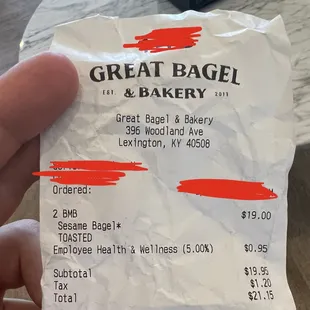 GREAT BAGEL
EST. & BAKERY 2011
Great Bagel & Bakery
396 Woodland Ave
Lexington, KY 40508
Ordered:
2 BMB $19.00
Sesame Bagel*
TOASTED
Employee Health & Wellness (5.00%) $0.95
Subtotal $19.95
Tax $1.20
Total $21.15